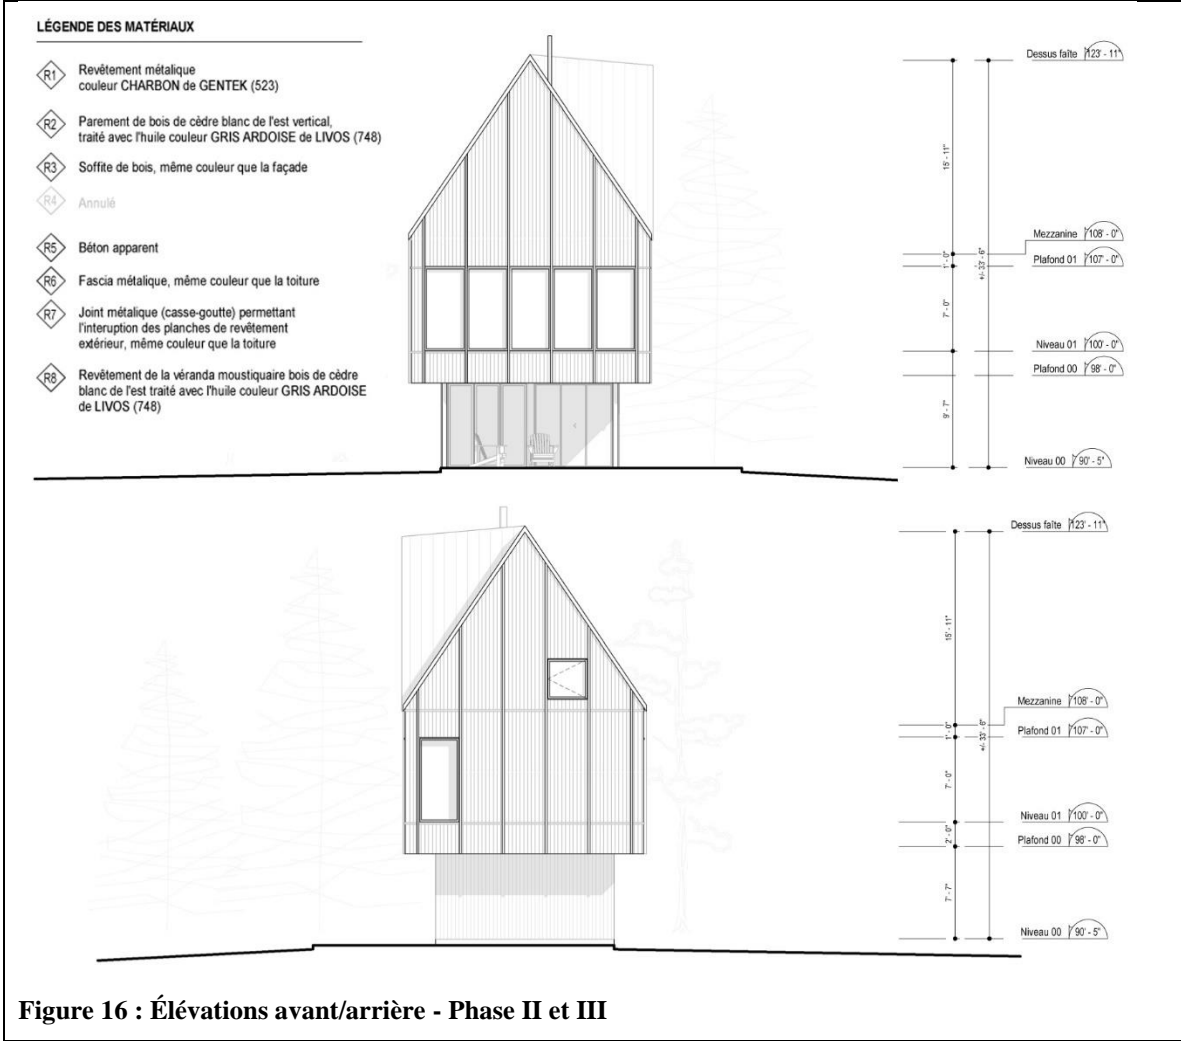 LÉGENDE DES MATÉRIAUX
R1 Revêtement métalique
couleur CHARBON de GENTEK (523)
R2 Parement de bois de cèdre blanc de l'est vertical,
traité avec l'huile couleur GRIS ARDOISE de LIVOS (748)
R3 Soffite de bois, même couleur que la façade
R4 Annulé
R5 Béton apparent
R6 Fascia métalique, même couleur que la toiture
R7 Joint métalique (casse-goutte) permettant
l'interuption des planches de revêtement
extérieur, même couleur que la toiture
R8 Revêtement de la véranda moustiquaire bois de cèdre
blanc de l'est traité avec l'huile couleur GRIS ARDOISE
de LIVOS (748)
Dessus faîte 123' - 11"
15' - 11"
Mezzanine 108' - 0"
1' - 0"
+/- 33' - 6"
Plafond 01 107' - 0"
7' - 0"
Niveau 01 100' - 0"
Plafond 00 98' - 0"
9' - 7"
Niveau 00 90' - 5"
Dessus faîte 123' - 11"
15' - 11"
Mezzanine 108' - 0"
1' - 0"
+/- 33' - 6"
Plafond 01 107' - 0"
7' - 0"
Niveau 01 100' - 0"
2' - 0"
Plafond 00 98' - 0"
7' - 7"
Niveau 00 90' - 5"
Figure 16 : Élévations avant/arrière - Phase II et III